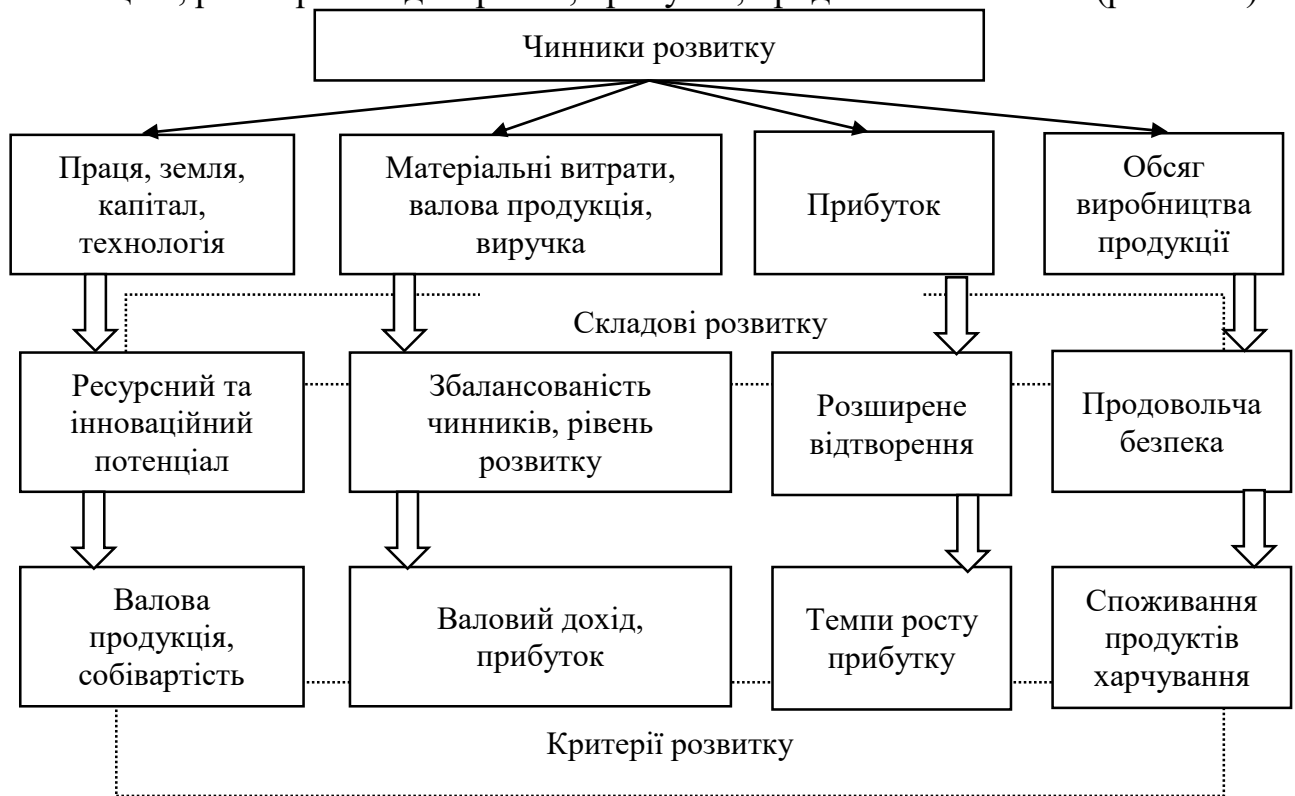 Чинники розвитку
Праця, земля,
капітал,
технологія
Матеріальні витрати,
валова продукція,
виручка
Прибуток
Обсяг
виробництва
продукції
Складові розвитку
Ресурсний та
інноваційний
потенціал
Збалансованість
чинників, рівень
розвитку
Розширене
відтворення
Продовольча
безпека
Валова
продукція,
собівартість
Валовий дохід,
прибуток
Темпи росту
прибутку
Споживання
продуктів
харчування
Критерії розвитку